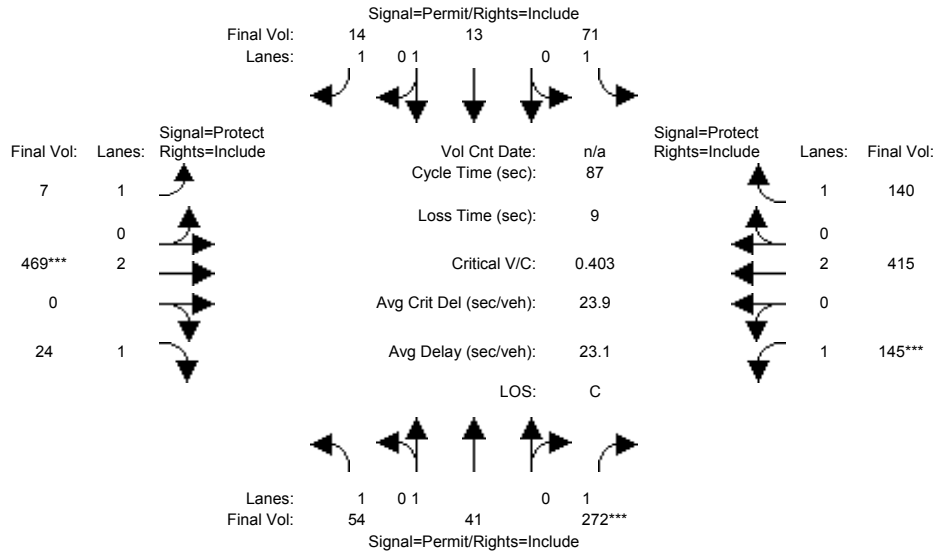 Signal=Permit/Rights=Include
Final Vol: 14 13 71
Lanes: 1 0 1 0 1
Signal=Protect Signal=Protect
Final Vol: Lanes: Rights=Include Vol Cnt Date: n/a Rights=Include Lanes: Final Vol:
Cycle Time (sec): 87
7 1 1 140
Loss Time (sec): 9
0 0
469*** 2 Critical V/C: 0.403 2 415
0 0 Avg Crit Del (sec/veh): 23.9 0
24 1 Avg Delay (sec/veh): 23.1 1 145***
LOS: C
Lanes: 1 0 1 0 1
Final Vol: 54 41 272***
Signal=Permit/Rights=Include